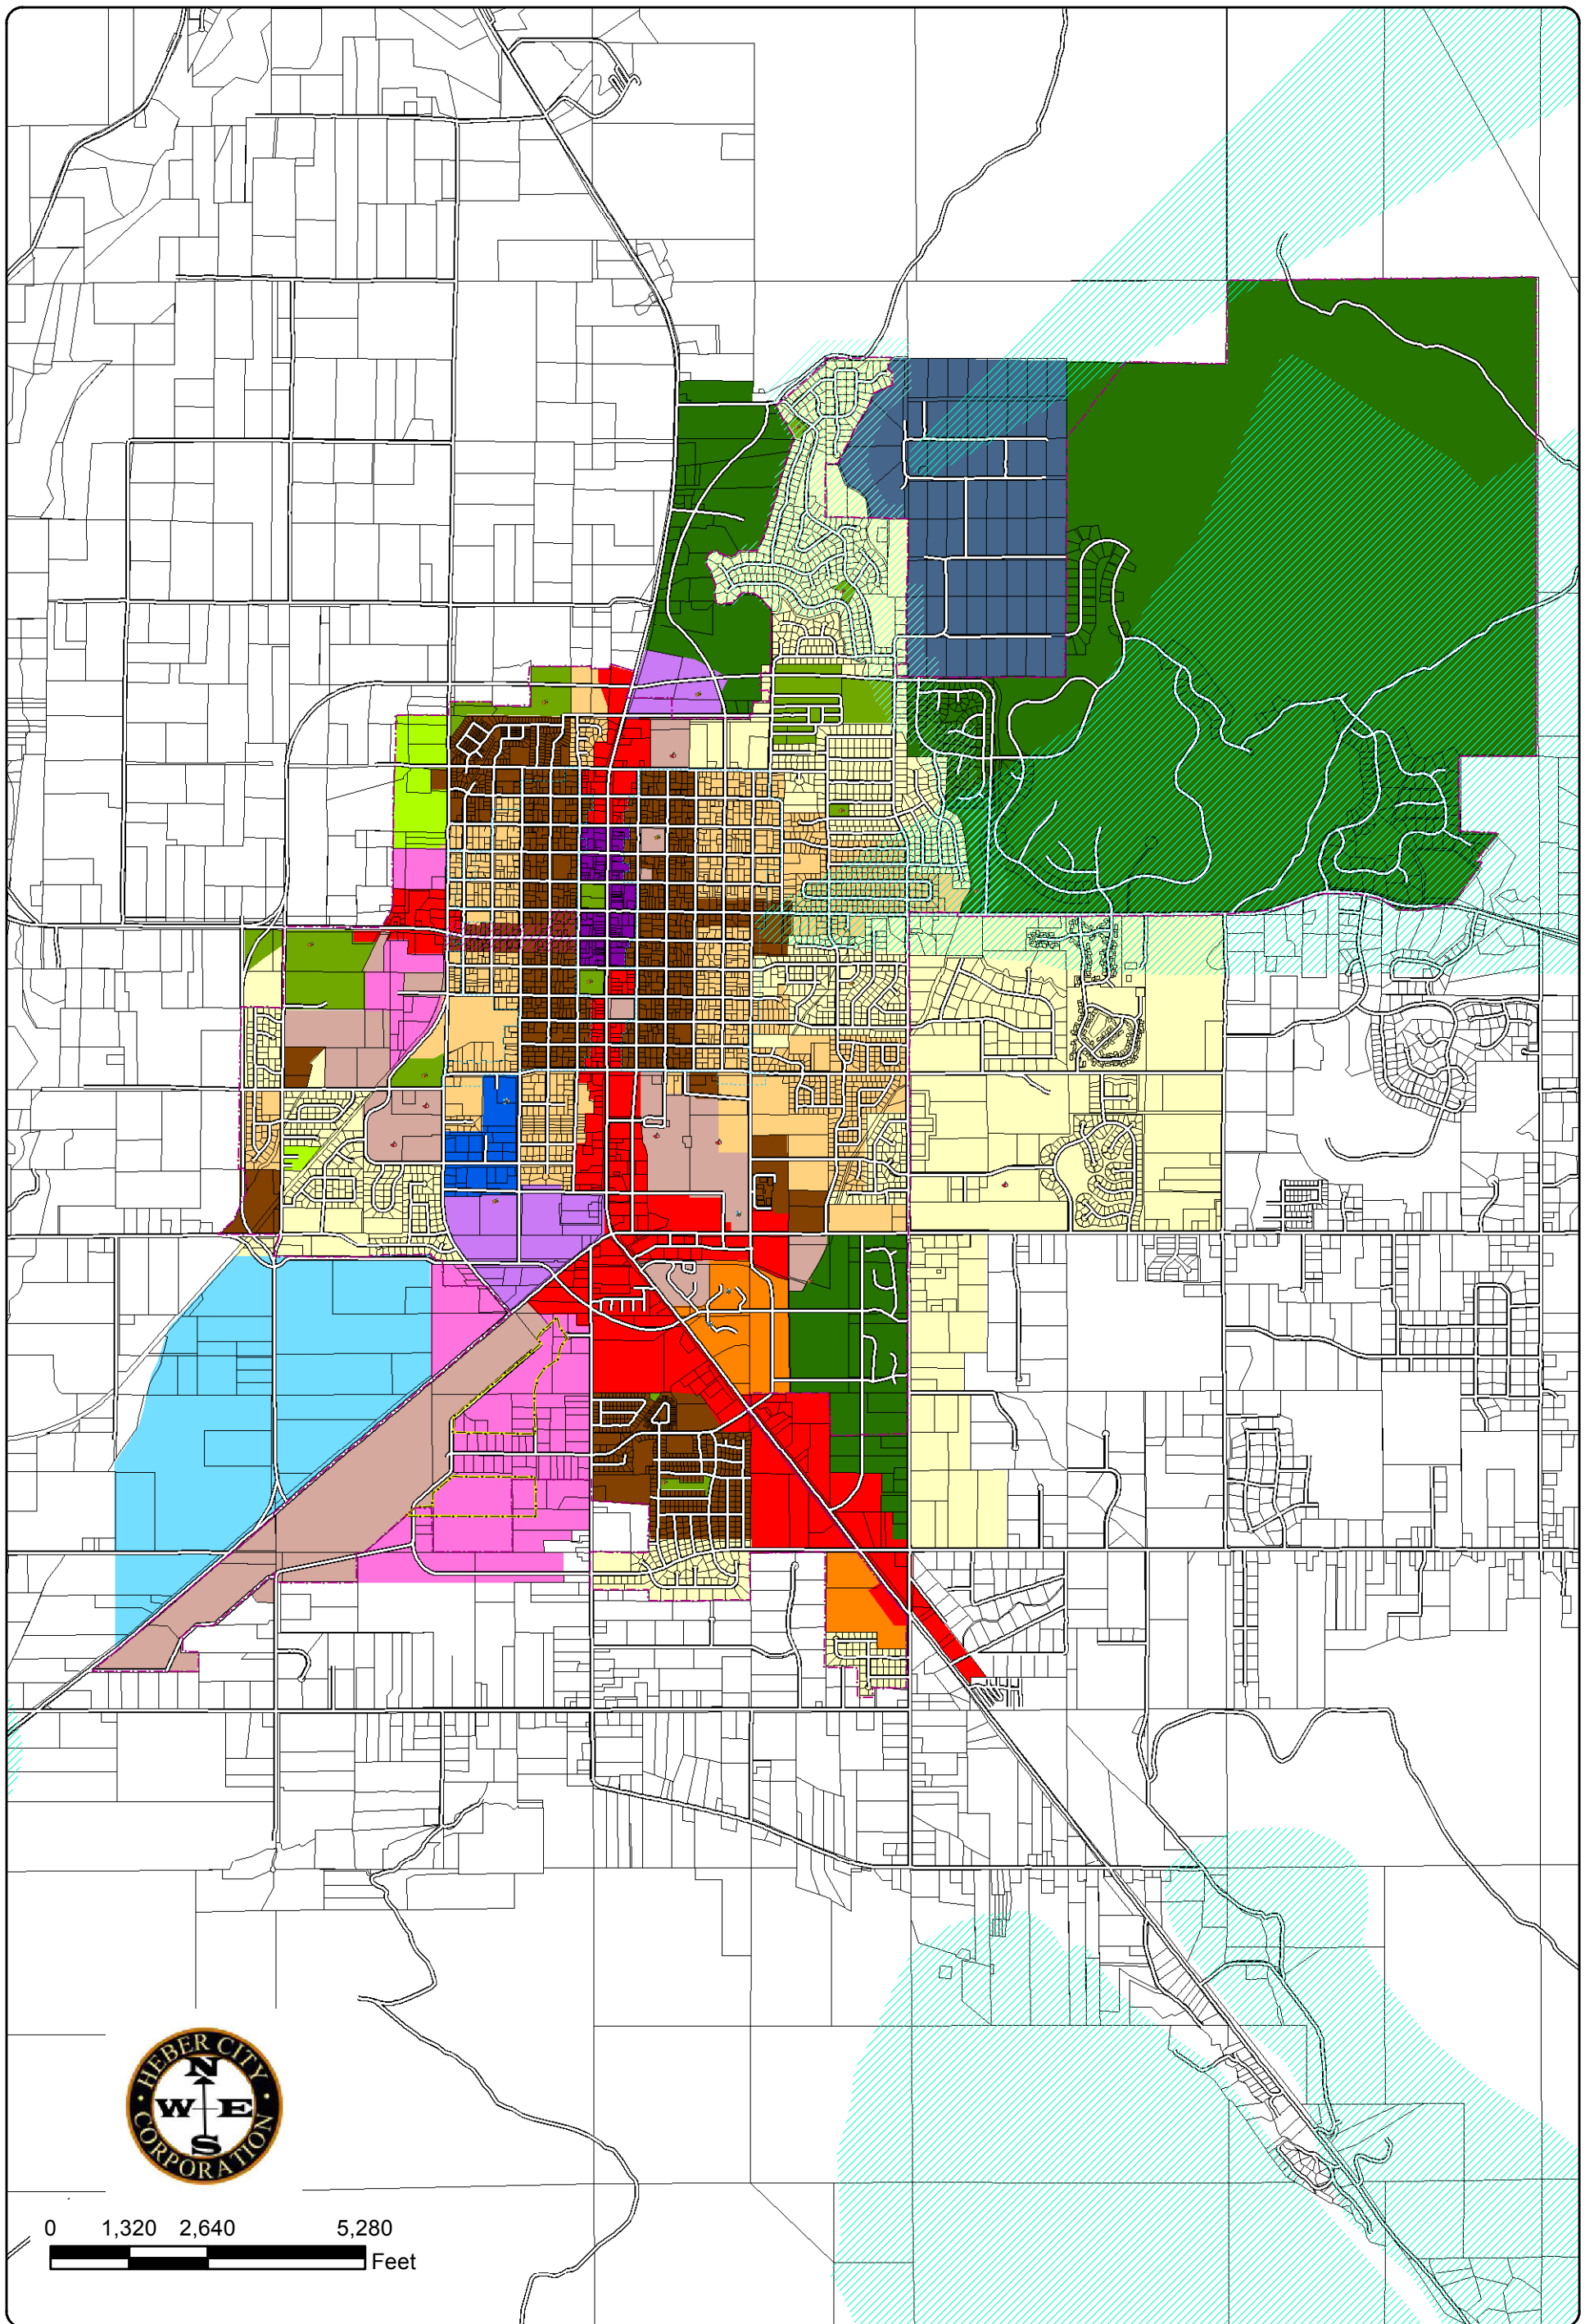 HEBER CITY
N
W E
S
CORPORATION
0 1,320 2,640 5,280
Feet